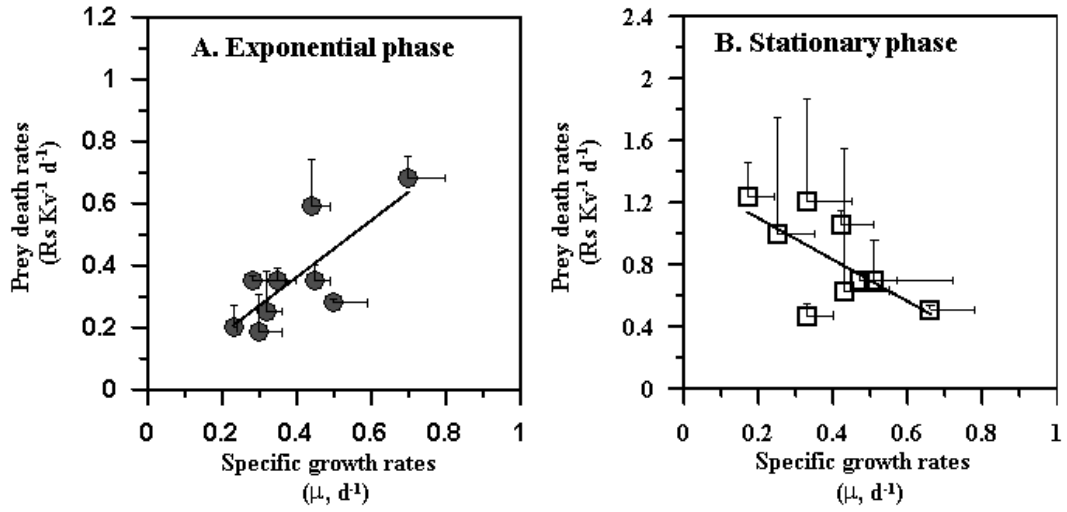 A. Exponential phase
Prey death rates
(Rs Kv⁻¹ d⁻¹)
1.2
1
0.8
0.6
0.4
0.2
0
0 0.2 0.4 0.6 0.8 1
Specific growth rates
(μ, d⁻¹)
B. Stationary phase
Prey death rates
(Rs Kv⁻¹ d⁻¹)
2.4
2
1.6
1.2
0.8
0.4
0
0 0.2 0.4 0.6 0.8 1
Specific growth rates
(μ, d⁻¹)